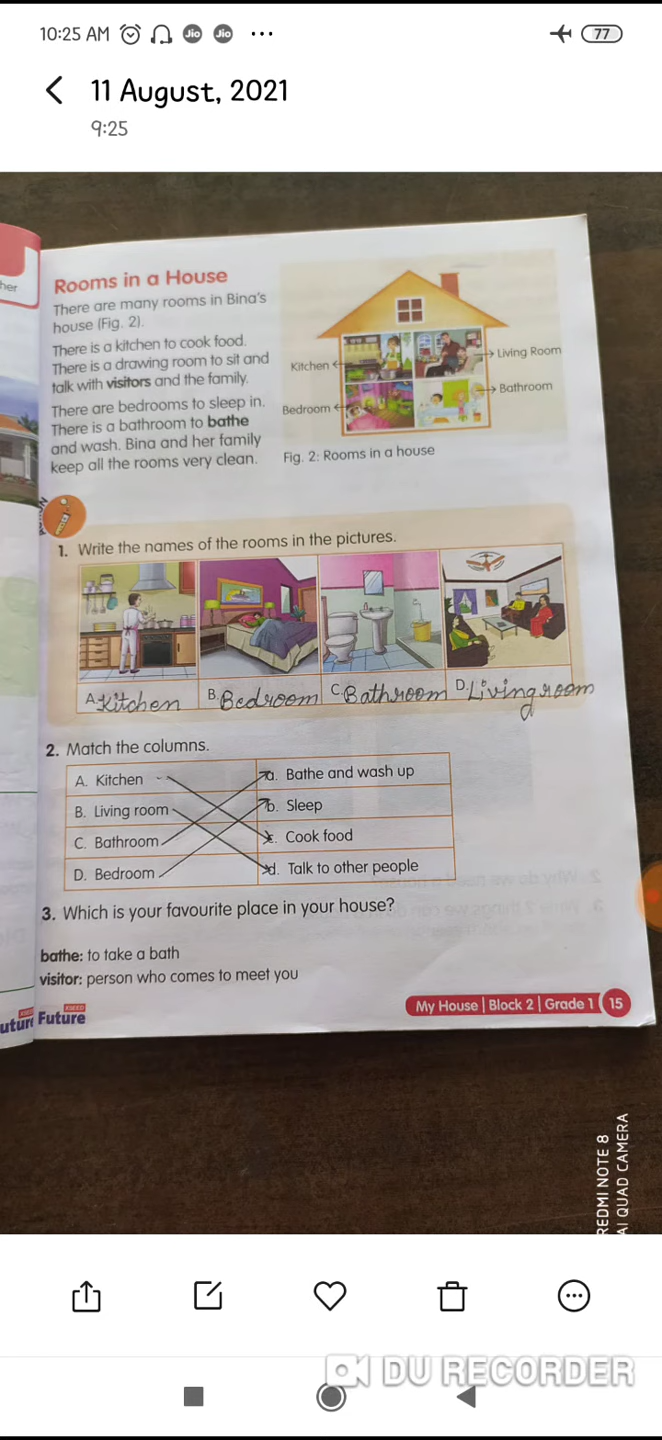 10:25 AM Jio Jio ... 77
11 August, 2021
9:25
her
Rooms in a House
There are many rooms in Bina's
house (Fig. 2).
There is a kitchen to cook food.
There is a drawing room to sit and
talk with visitors and the family.
There are bedrooms to sleep in.
There is a bathroom to bathe
and wash. Bina and her family
keep all the rooms very clean.
Kitchen
Living Room
Bedroom
Bathroom
Fig. 2: Rooms in a house
1. Write the names of the rooms in the pictures.
A. Kitchen B. Bedroom C. Bathroom D. Living room
2. Match the columns.
A. Kitchen a. Bathe and wash up
B. Living room b. Sleep
C. Bathroom c. Cook food
D. Bedroom d. Talk to other people
3. Which is your favourite place in your house?
bathe: to take a bath
visitor: person who comes to meet you
My House | Block 2 | Grade 1 15
uture XSEED Future
REDMI NOTE 8
AI QUAD CAMERA
DU RECORDER